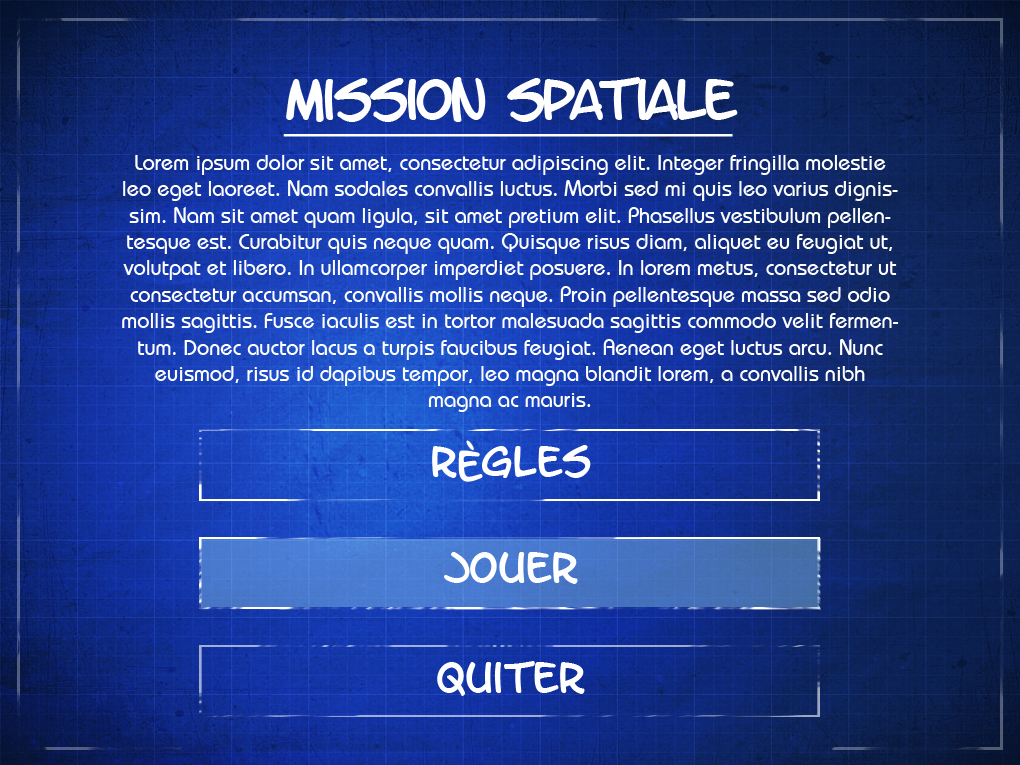 MISSION SPATIALE
Lorem ipsum dolor sit amet, consectetur adipiscing elit. Integer fringilla molestie
leo eget laoreet. Nam sodales convallis luctus. Morbi sed mi quis leo varius dignis-
sim. Nam sit amet quam ligula, sit amet pretium elit. Phasellus vestibulum pellen-
tesque est. Curabitur quis neque quam. Quisque risus diam, aliquet eu feugiat ut,
volutpat et libero. In ullamcorper imperdiet posuere. In lorem metus, consectetur ut
consectetur accumsan, convallis mollis neque. Proin pellentesque massa sed odio
mollis sagittis. Fusce iaculis est in tortor malesuada sagittis commodo velit fermen-
tum. Donec auctor lacus a turpis faucibus feugiat. Aenean eget luctus arcu. Nunc
euismod, risus id dapibus tempor, leo magna blandit lorem, a convallis nibh
magna ac mauris.
RÈGLES
JOUER
QUITER